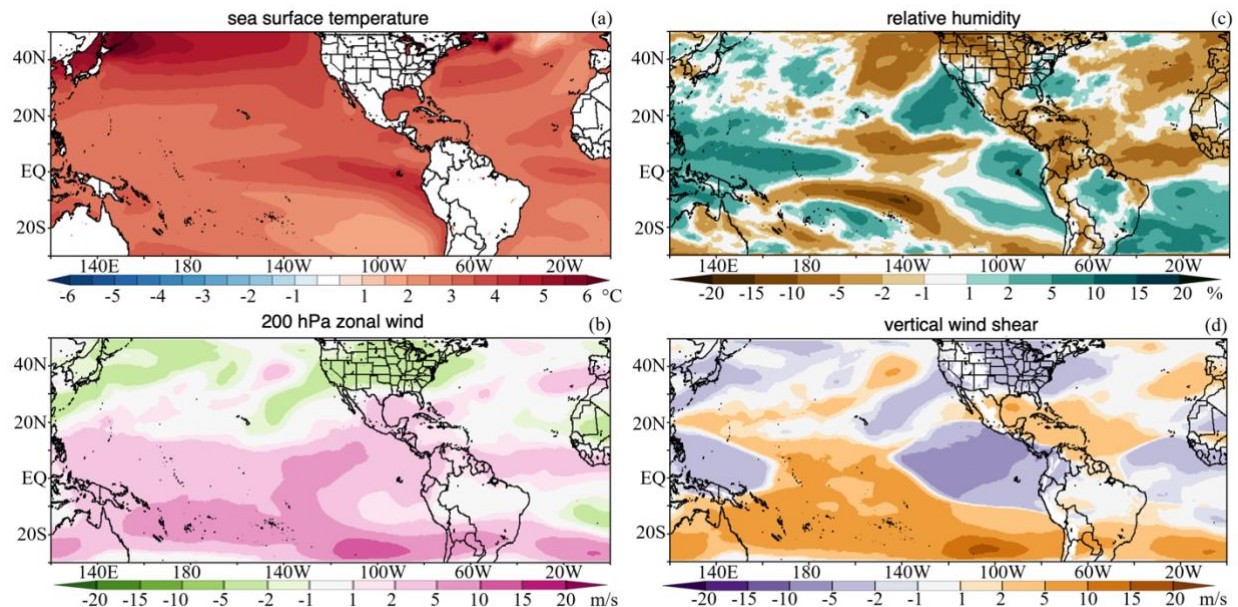 sea surface temperature (a)
40N
20N
EQ
20S
140E 180 140W 100W 60W 20W
-6 -5 -4 -3 -2 -1 1 2 3 4 5 6 °C
relative humidity (c)
40N
20N
EQ
20S
140E 180 140W 100W 60W 20W
-20 -15 -10 -5 -2 -1 1 2 5 10 15 20 %
200 hPa zonal wind (b)
40N
20N
EQ
20S
140E 180 140W 100W 60W 20W
-20 -15 -10 -5 -2 -1 1 2 5 10 15 20 m/s
vertical wind shear (d)
40N
20N
EQ
20S
140E 180 140W 100W 60W 20W
-20 -15 -10 -5 -2 -1 1 2 5 10 15 20 m/s